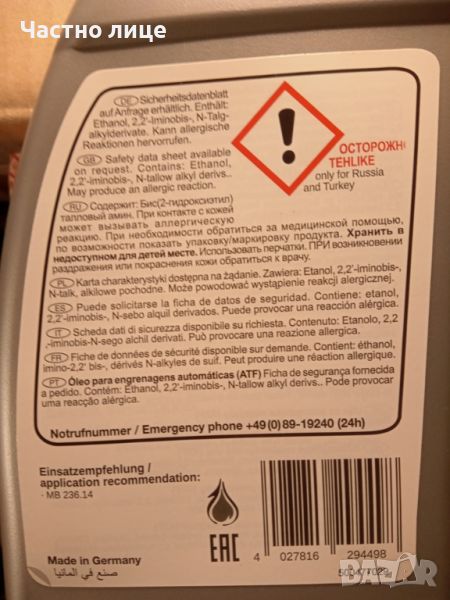 Частно лице
DE Sicherheitsdatenblatt
auf Anfrage erhältlich. Enthält:
Ethanol, 2,2'-iminobis-, N-Talg-
alkylderivate. Kann allergische
Reaktionen hervorrufen.
GB Safety data sheet available
on request. Contains: Ethanol,
2,2'-iminobis-, N-tallow alkyl derivs..
May produce an allergic reaction.
ОСТОРОЖНО
TEHLIKE
only for Russia
and Turkey
RU Содержит: Бис(2-гидроксиэтил)
талловый амин. При контакте с кожей
может вызывать аллергическую
реакцию. При необходимости обратиться за медицинской помощью,
по возможности показать упаковку/маркировку продукта. Хранить в
недоступном для детей месте. Использовать перчатки. ПРИ возникновении
раздражения или покраснения кожи обратиться к врачу.
PL Karta charakterystyki dostępna na żądanie. Zawiera: Etanol, 2,2'-iminobis-,
N-talk, alkilowe pochodne. Może powodować wystąpienie reakcji alergicznej.
ES Puede solicitarse la ficha de datos de seguridad. Contiene: etanol,
2,2'-iminobis-, N-sebo alquil derivados. Puede provocar una reacción alérgica.
IT Scheda dati di sicurezza disponibile su richiesta. Contenuto: Etanolo, 2,2
-iminobis-N-sego alchil derivati. Può provocare una reazione allergica.
FR Fiche de données de sécurité disponible sur demande. Contient: éthanol,
imino-2,2' bis-, dérivés N-alkyles de suif. Peut produire une réaction allergique.
PT Óleo para engrenagens automáticas (ATF) Ficha de segurança fornecida
a pedido. Contém: Etanol, 2,2'-iminobis-, N-tallow alkyl derivs.. Pode provocar
uma reacção alérgica.
Notrufnummer / Emergency phone +49(0)89-19240 (24h)
Einsatzempfehlung /
application recommendation:
· MB 236.14
EAC
4 027816 294498
Made in Germany
صنع في المانيا
BAZAR